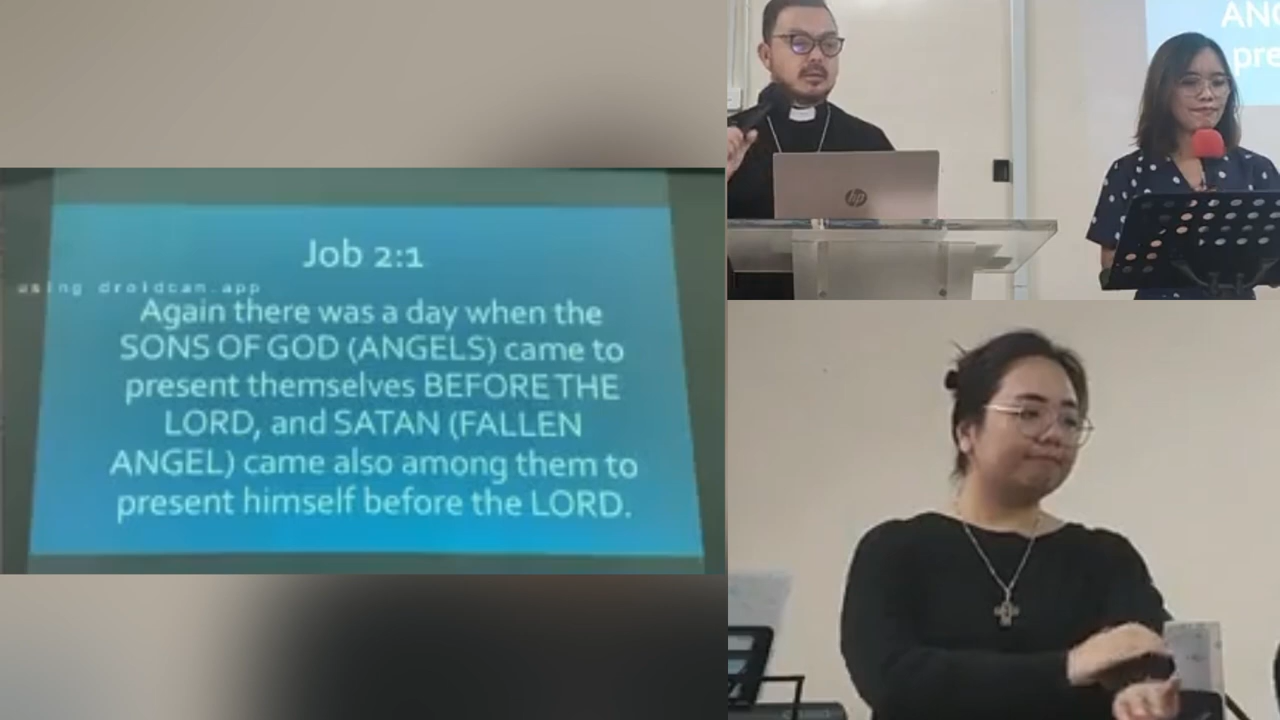 Job 2:1
using droidcam.app
Again there was a day when the
SONS OF GOD (ANGELS) came to
present themselves BEFORE THE
LORD, and SATAN (FALLEN
ANGEL) came also among them to
present himself before the LORD.
ANG
pre
hp